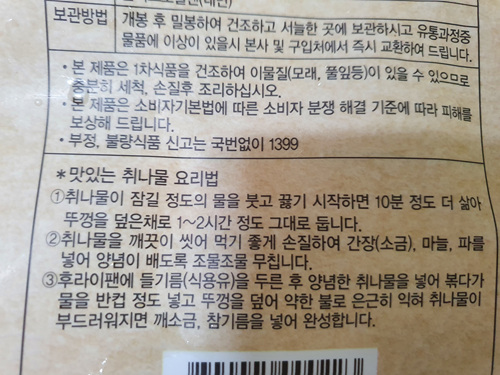 보관방법
개봉 후 밀봉하여 건조하고 서늘한 곳에 보관하시고 유통과정중
물품에 이상이 있을시 본사 및 구입처에서 즉시 교환하여 드립니다.
• 본 제품은 1차식품을 건조하여 이물질(모래, 풀잎등)이 있을 수 있으므로
충분히 세척, 손질후 조리하십시오.
• 본 제품은 소비자기본법에 따른 소비자 분쟁 해결 기준에 따라 피해를
보상해 드립니다.
• 부정, 불량식품 신고는 국번없이 1399
*맛있는 취나물 요리법
①취나물이 잠길 정도의 물을 붓고 끓기 시작하면 10분 정도 더 삶아
뚜껑을 덮은채로 1~2시간 정도 그대로 둡니다.
②취나물을 깨끗이 씻어 먹기 좋게 손질하여 간장(소금), 마늘, 파를
넣어 양념이 배도록 조물조물 무칩니다.
③후라이팬에 들기름(식용유)을 두른 후 양념한 취나물을 넣어 볶다가
물을 반컵 정도 넣고 뚜껑을 덮어 약한 불로 은근히 익혀 취나물이
부드러워지면 깨소금, 참기름을 넣어 완성합니다.